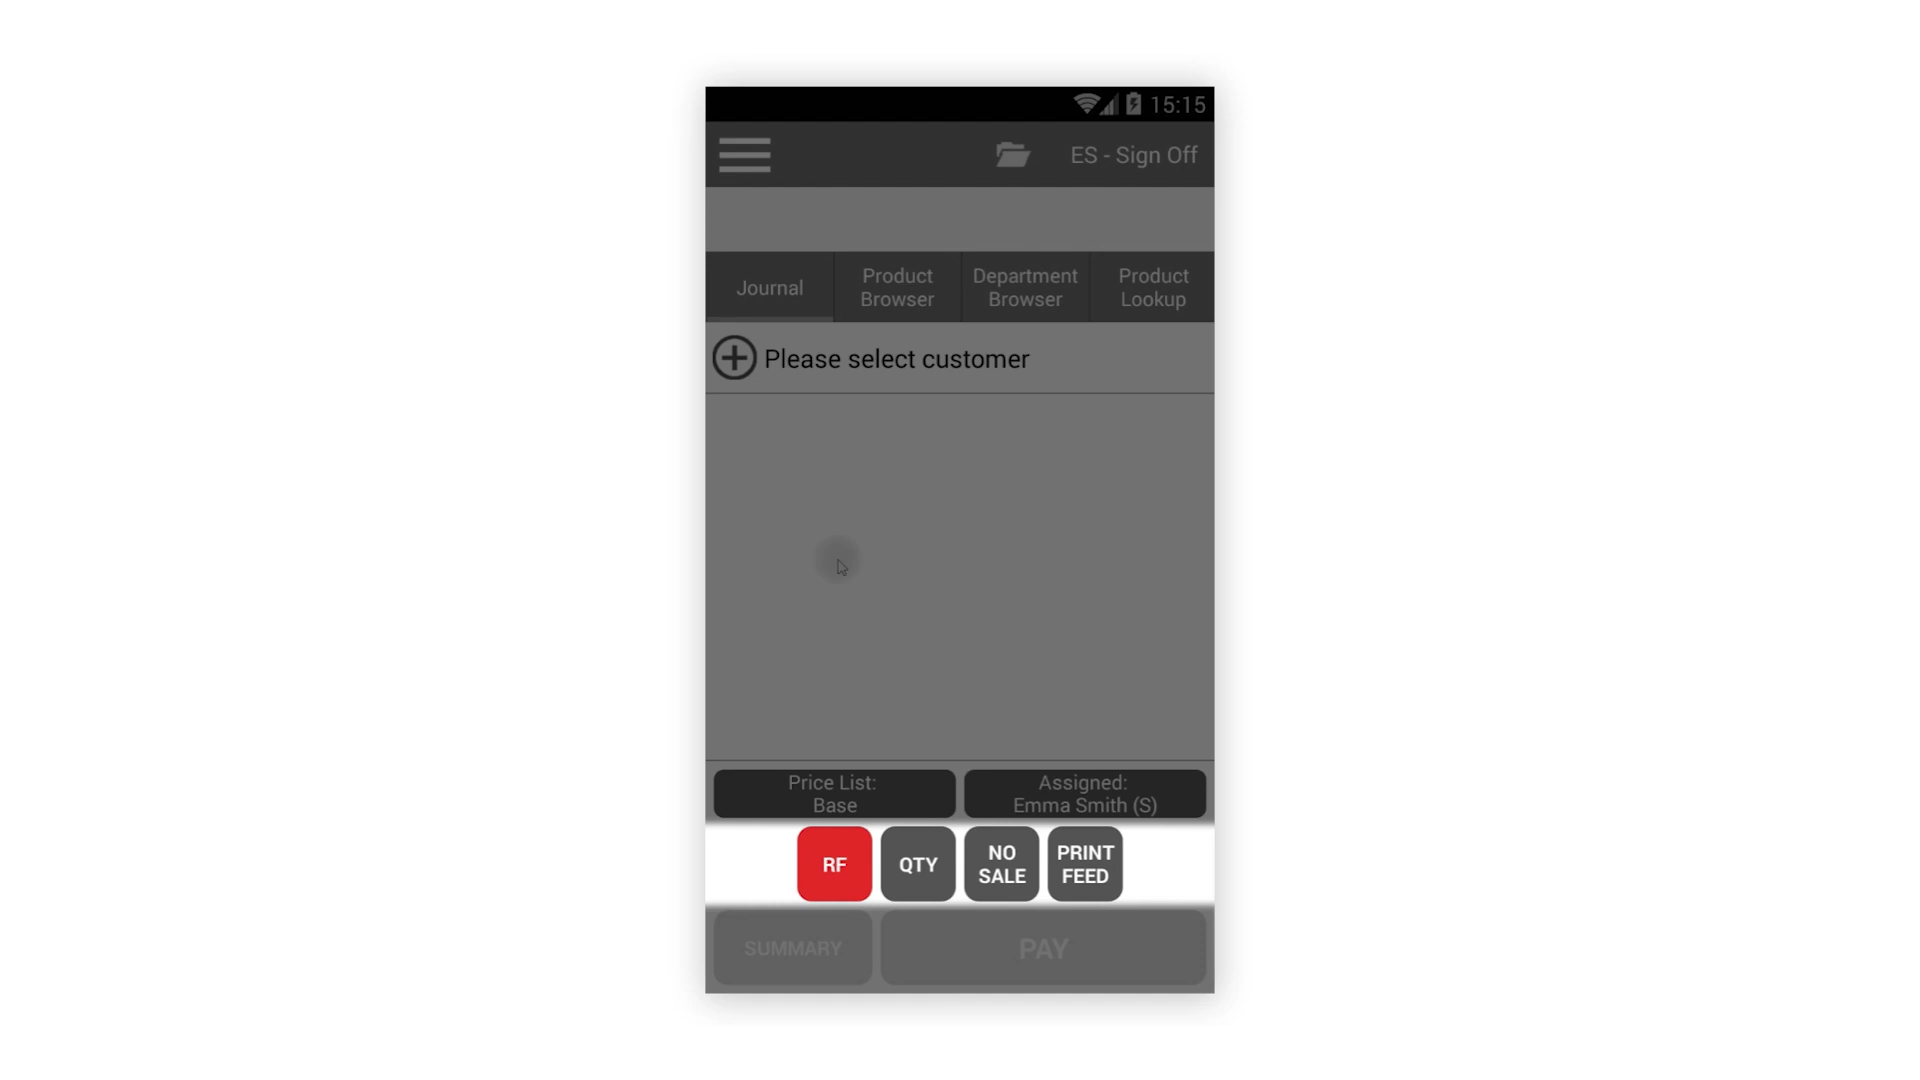 15:15
ES - Sign Off
Journal
Product
Browser
Department
Browser
Product
Lookup
Please select customer
Price List:
Base
Assigned:
Emma Smith (S)
RF
QTY
NO
SALE
PRINT
FEED
SUMMARY
PAY